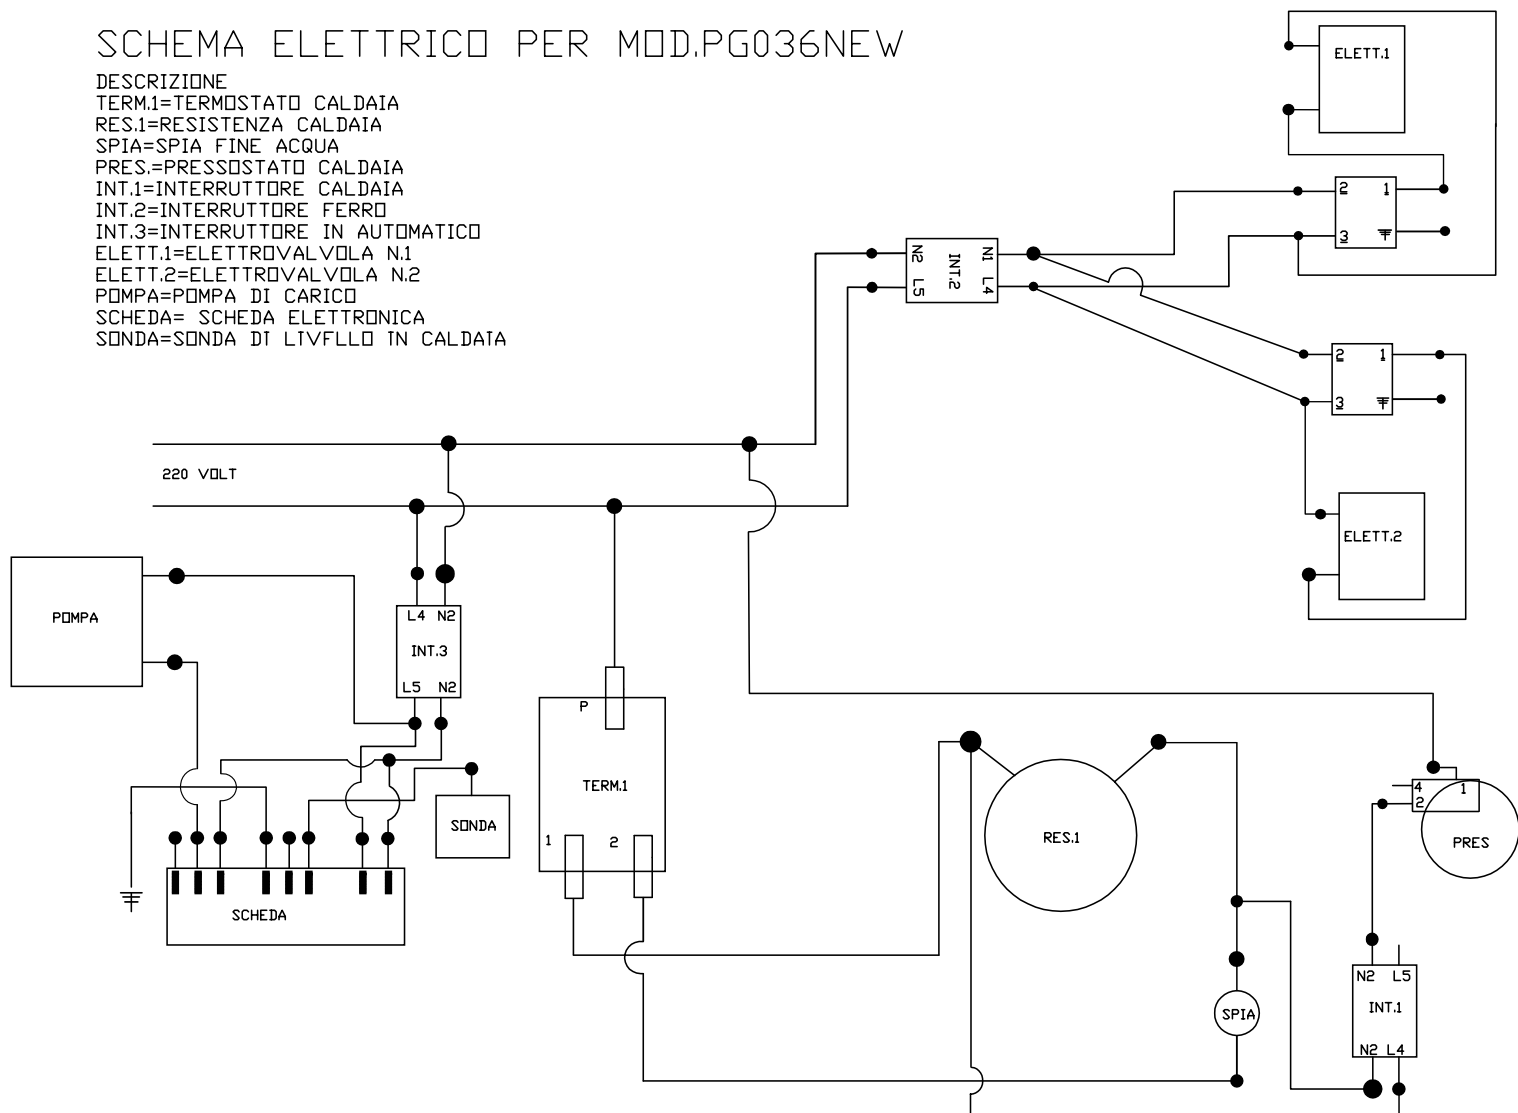 SCHEMA ELETTRICO PER MOD.PG036NEW
DESCRIZIONE
TERM.1=TERMOSTATO CALDAIA
RES.1=RESISTENZA CALDAIA
SPIA=SPIA FINE ACQUA
PRES.=PRESSOSTATO CALDAIA
INT.1=INTERRUTTORE CALDAIA
INT.2=INTERRUTTORE FERRO
INT.3=INTERRUTTORE IN AUTOMATICO
ELETT.1=ELETTROVALVOLA N.1
ELETT.2=ELETTROVALVOLA N.2
POMPA=POMPA DI CARICO
SCHEDA= SCHEDA ELETTRONICA
SONDA=SONDA DI LIVELLO IN CALDAIA
ELETT.1
2 1
3
N2 N1
INT.2
L5 L4
2 1
3
220 VOLT
ELETT.2
POMPA
L4 N2
INT.3
L5 N2
P
TERM.1
1 2
SONDA
SCHEDA
RES.1
4 1
2
PRES
N2 L5
INT.1
N2 L4
SPIA